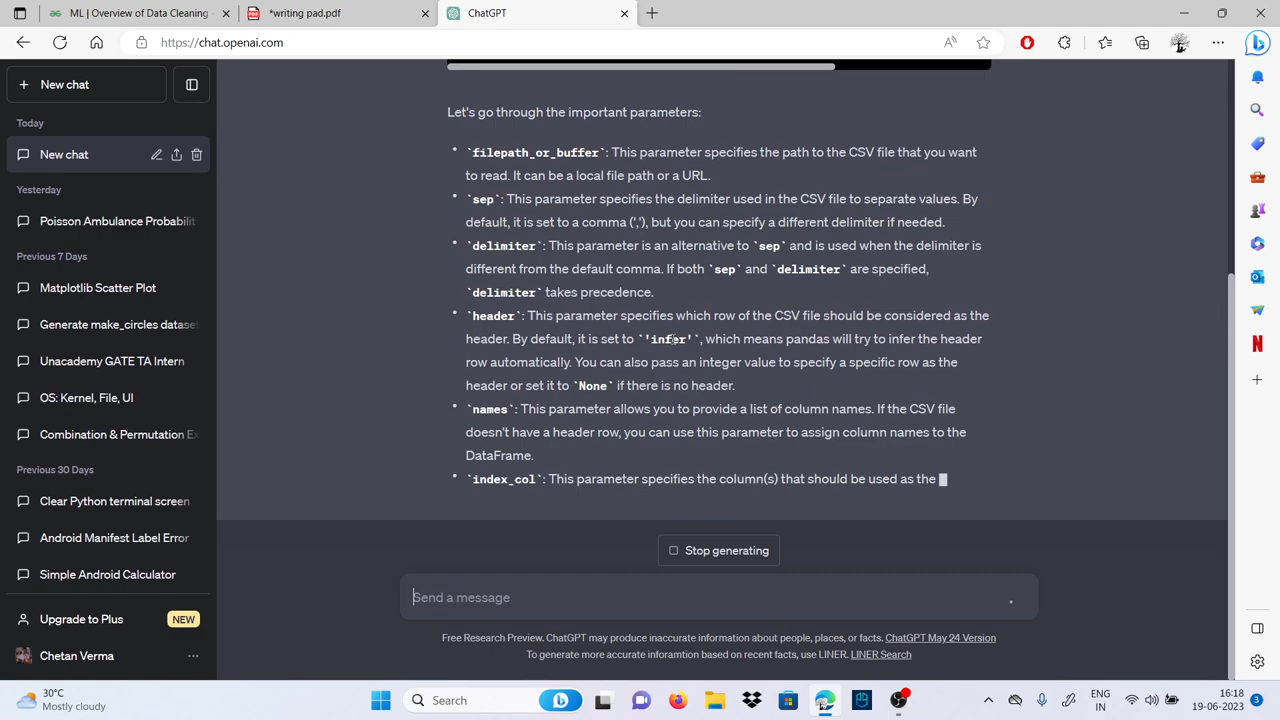 ML | Overview of Data Cleaning
*writing pad.pdf
ChatGPT
https://chat.openai.com
New chat
Today
New chat
Yesterday
Poisson Ambulance Probabilit
Previous 7 Days
Matplotlib Scatter Plot
Generate make_circles dataset
Unacademy GATE TA Intern
OS: Kernel, File, UI
Combination & Permutation Ex
Previous 30 Days
Clear Python terminal screen
Android Manifest Label Error
Simple Android Calculator
Upgrade to Plus NEW
Chetan Verma
Let's go through the important parameters:
`filepath_or_buffer`: This parameter specifies the path to the CSV file that you want
to read. It can be a local file path or a URL.
`sep`: This parameter specifies the delimiter used in the CSV file to separate values. By
default, it is set to a comma (','), but you can specify a different delimiter if needed.
`delimiter`: This parameter is an alternative to `sep` and is used when the delimiter is
different from the default comma. If both `sep` and `delimiter` are specified,
`delimiter` takes precedence.
`header`: This parameter specifies which row of the CSV file should be considered as the
header. By default, it is set to `'infer'`, which means pandas will try to infer the header
row automatically. You can also pass an integer value to specify a specific row as the
header or set it to `None` if there is no header.
`names`: This parameter allows you to provide a list of column names. If the CSV file
doesn't have a header row, you can use this parameter to assign column names to the
DataFrame.
`index_col`: This parameter specifies the column(s) that should be used as the
Stop generating
Send a message
Free Research Preview. ChatGPT may produce inaccurate information about people, places, or facts. ChatGPT May 24 Version
To generate more accurate inforamtion based on recent facts, use LINER. LINER Search
30°C
Mostly cloudy
Search
ENG
IN
16:18
19-06-2023
3